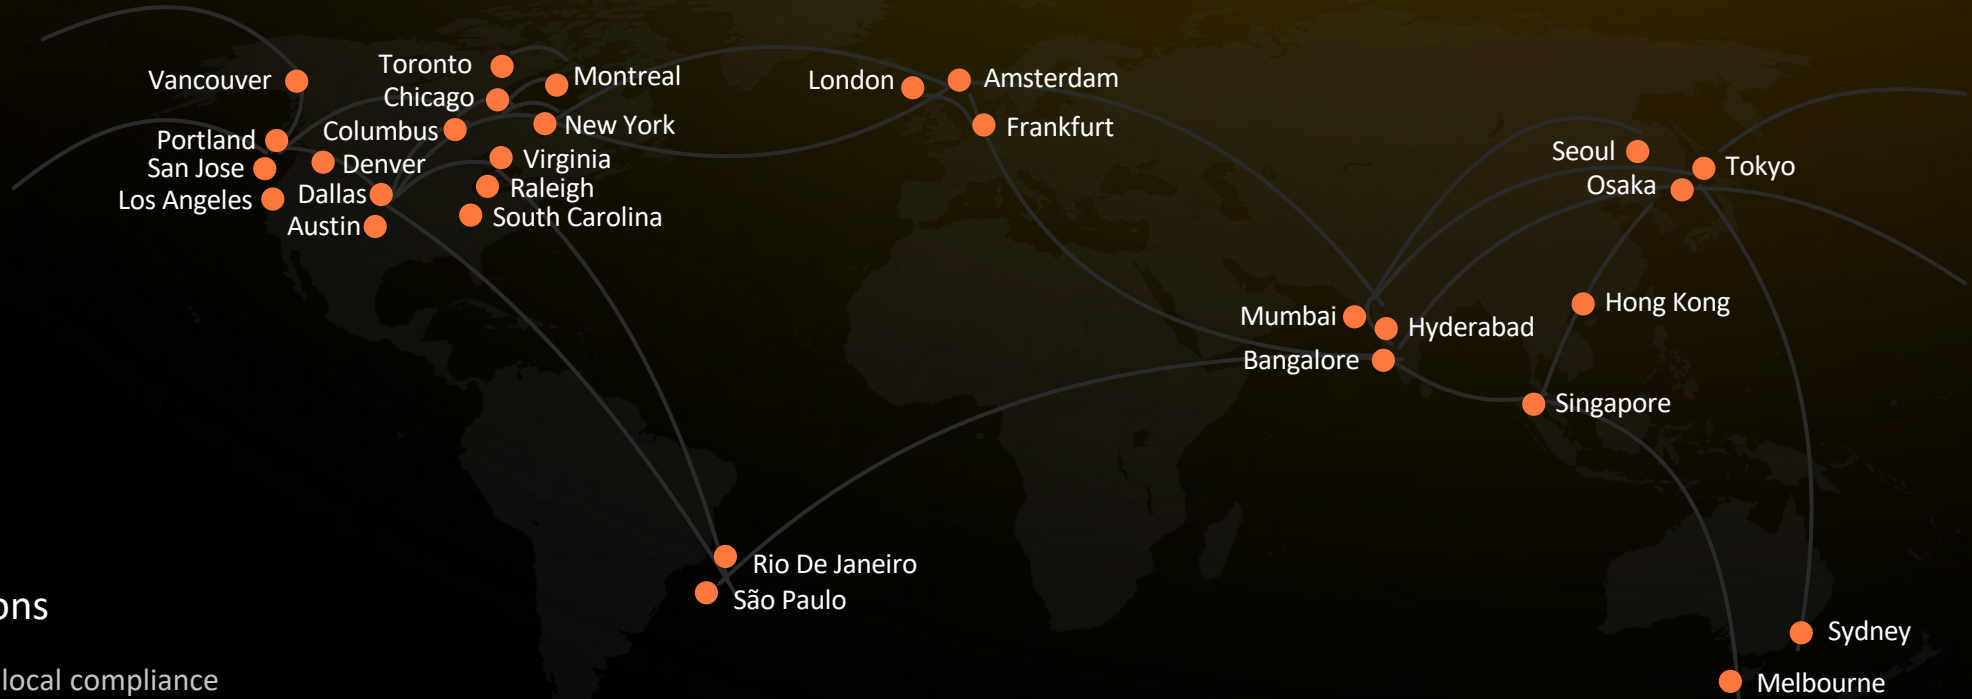 Vancouver
Toronto
Montreal
Chicago
Portland
Columbus
New York
San Jose
Denver
Virginia
Los Angeles
Dallas
Raleigh
Austin
South Carolina
London
Amsterdam
Frankfurt
Seoul
Tokyo
Osaka
Mumbai
Hyderabad
Bangalore
Hong Kong
Singapore
Rio De Janeiro
São Paulo
Sydney
Melbourne
ons
local compliance